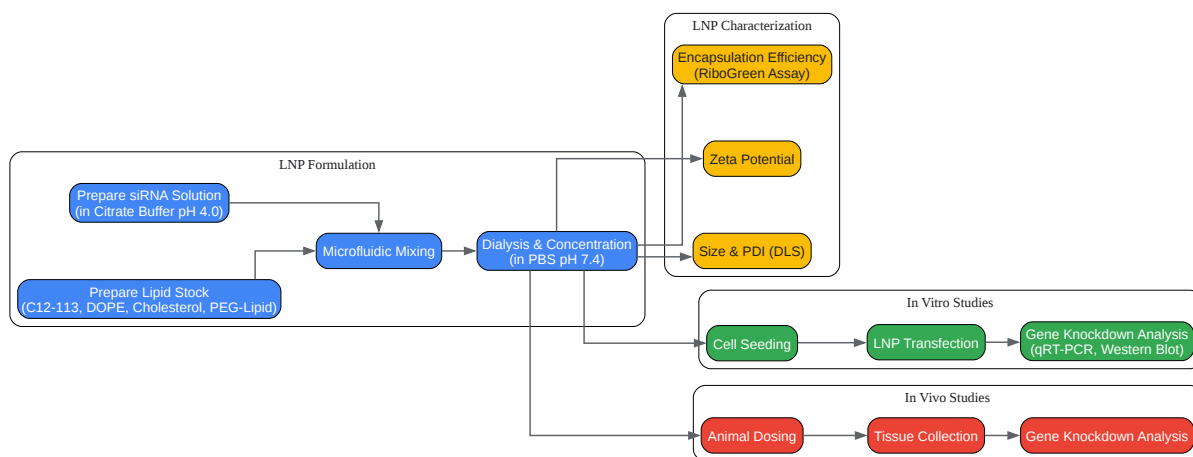 LNP Characterization
Encapsulation Efficiency
(RiboGreen Assay)
Zeta Potential
Size & PDI (DLS)
LNP Formulation
Prepare siRNA Solution
(in Citrate Buffer pH 4.0)
Microfluidic Mixing
Dialysis & Concentration
(in PBS pH 7.4)
Prepare Lipid Stock
(C12-113, DOPE, Cholesterol, PEG-Lipid)
In Vitro Studies
Cell Seeding
LNP Transfection
Gene Knockdown Analysis
(qRT-PCR, Western Blot)
In Vivo Studies
Animal Dosing
Tissue Collection
Gene Knockdown Analysis